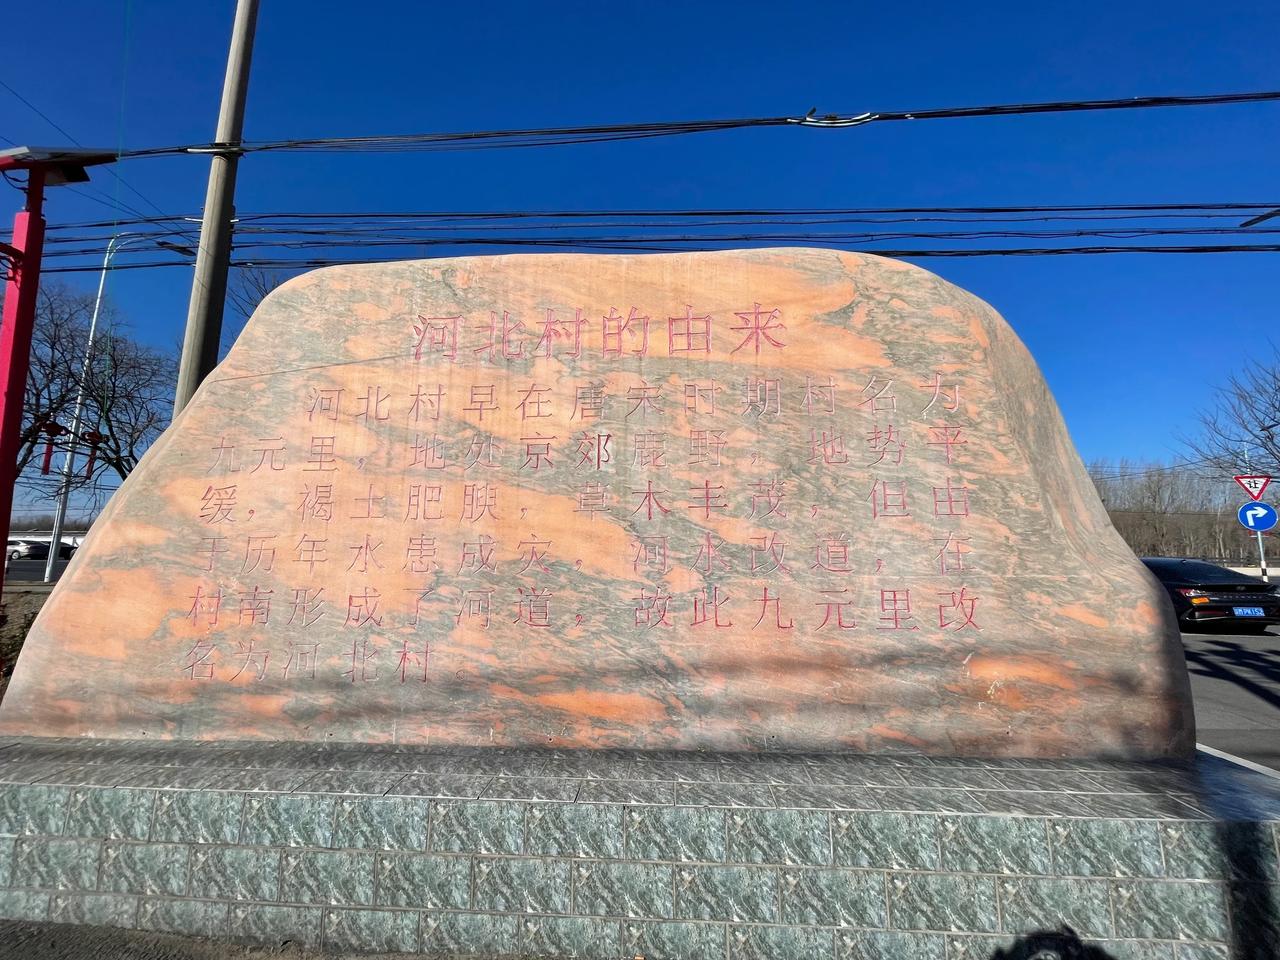 河北村的由来
河北村早在唐宋时期村名为
九元里，地处京郊鹿野。地势平
缓，褐土肥腴，草木丰茂，但由
于历年水患成灾，河水改道，在
村南形成了河道，故此九元里改
名为河北村。
让